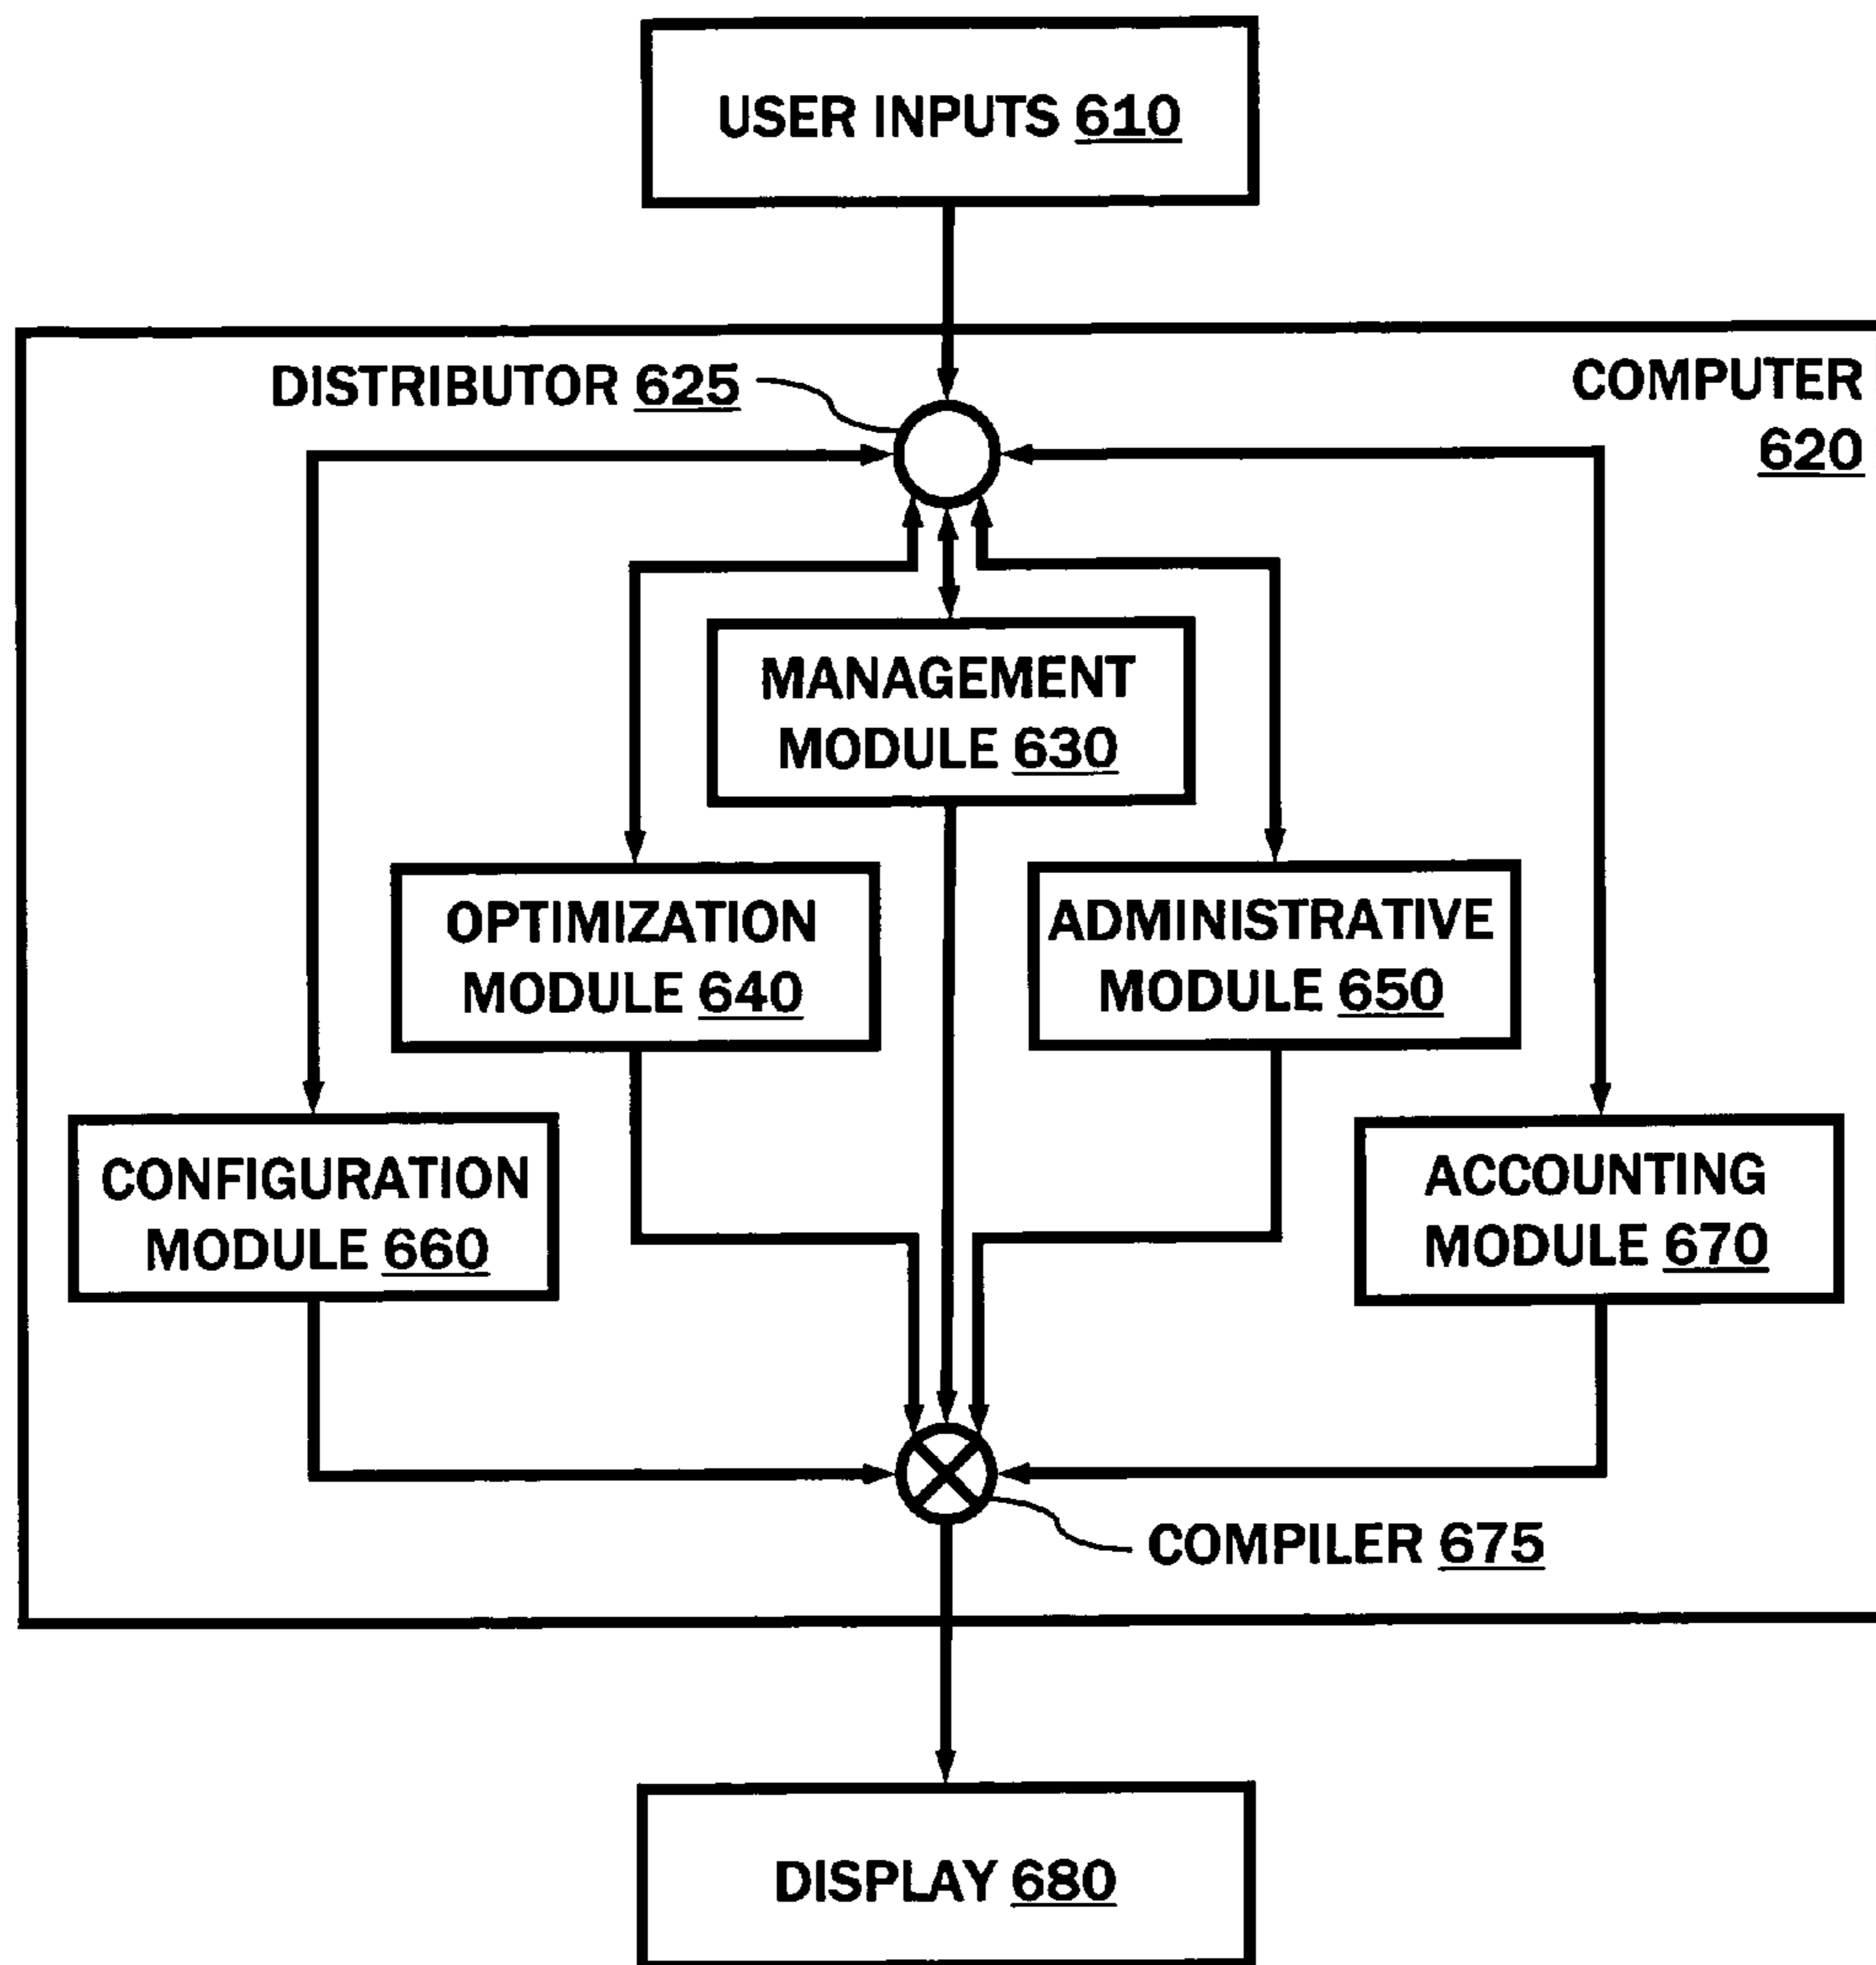 USER INPUTS 610
DISTRIBUTOR 625
COMPUTER
620
MANAGEMENT
MODULE 630
OPTIMIZATION
MODULE 640
ADMINISTRATIVE
MODULE 650
CONFIGURATION
MODULE 660
ACCOUNTING
MODULE 670
COMPILER 675
DISPLAY 680